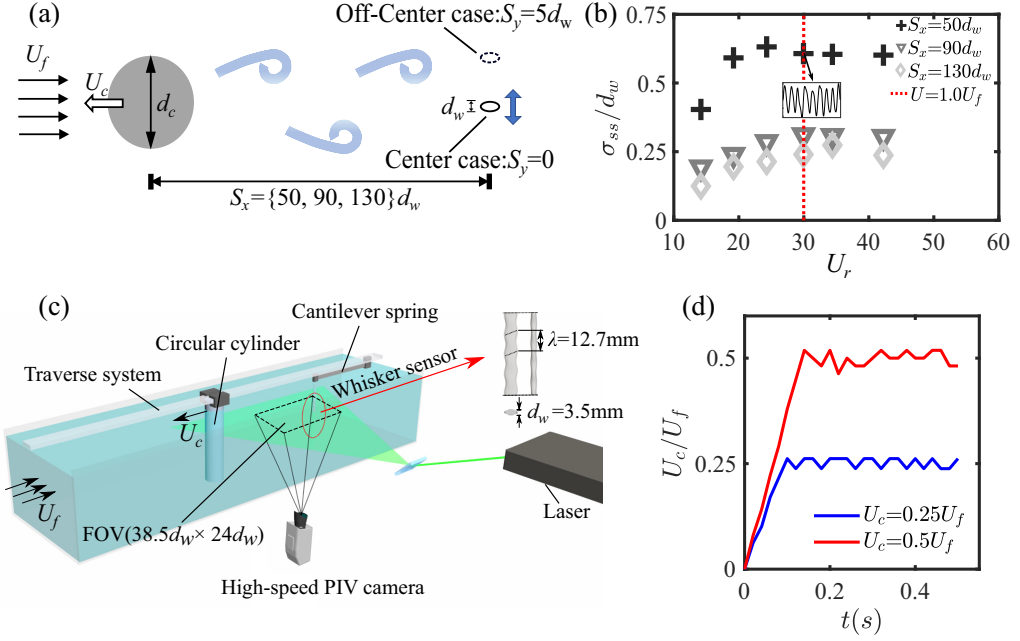 (a)
Off-Center case:S_y=5d_w
U_f
U_c
d_c
d_w
Center case:S_y=0
S_x={50, 90, 130}d_w
(b)
0.75
0.5
0.25
0
σ_ss/d_w
S_x=50d_w
S_x=90d_w
S_x=130d_w
U=1.0U_f
10 20 30 40 50 60
U_r
(c)
Cantilever spring
Circular cylinder
Traverse system
Whisker sensor
λ=12.7mm
d_w=3.5mm
U_c
U_f
Laser
FOV(38.5d_w× 24d_w)
High-speed PIV camera
(d)
0.5
0.25
0
U_c/U_f
U_c=0.25U_f
U_c=0.5U_f
0 0.2 0.4
t(s)